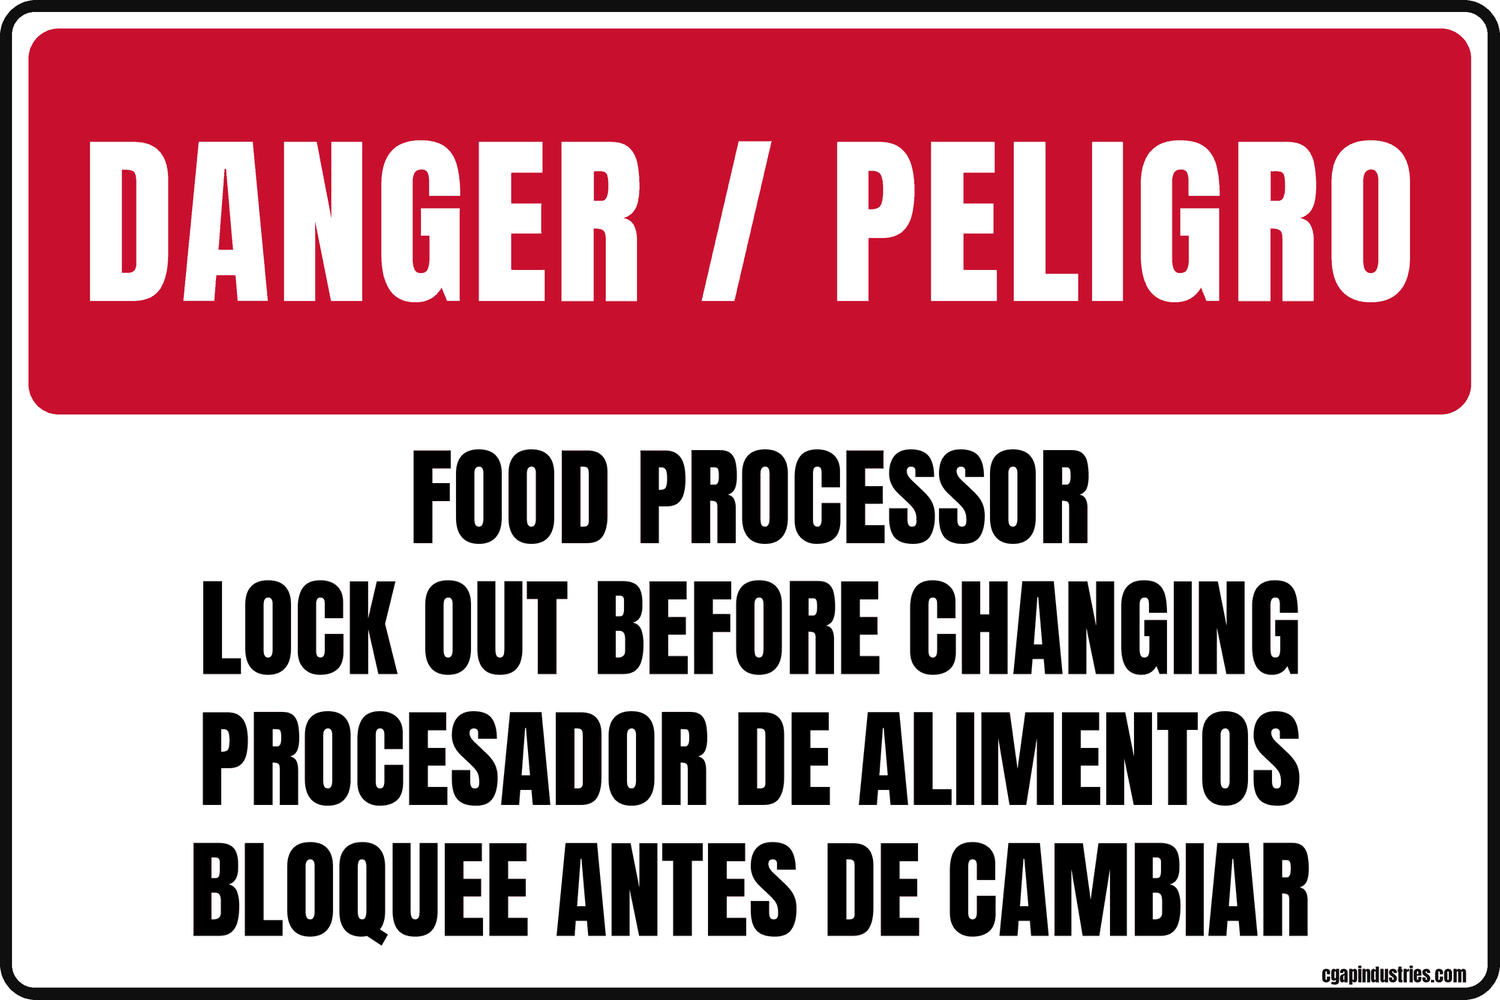 DANGER / PELIGRO
FOOD PROCESSOR
LOCK OUT BEFORE CHANGING
PROCESADOR DE ALIMENTOS
BLOQUEE ANTES DE CAMBIAR
cgapindustries.com